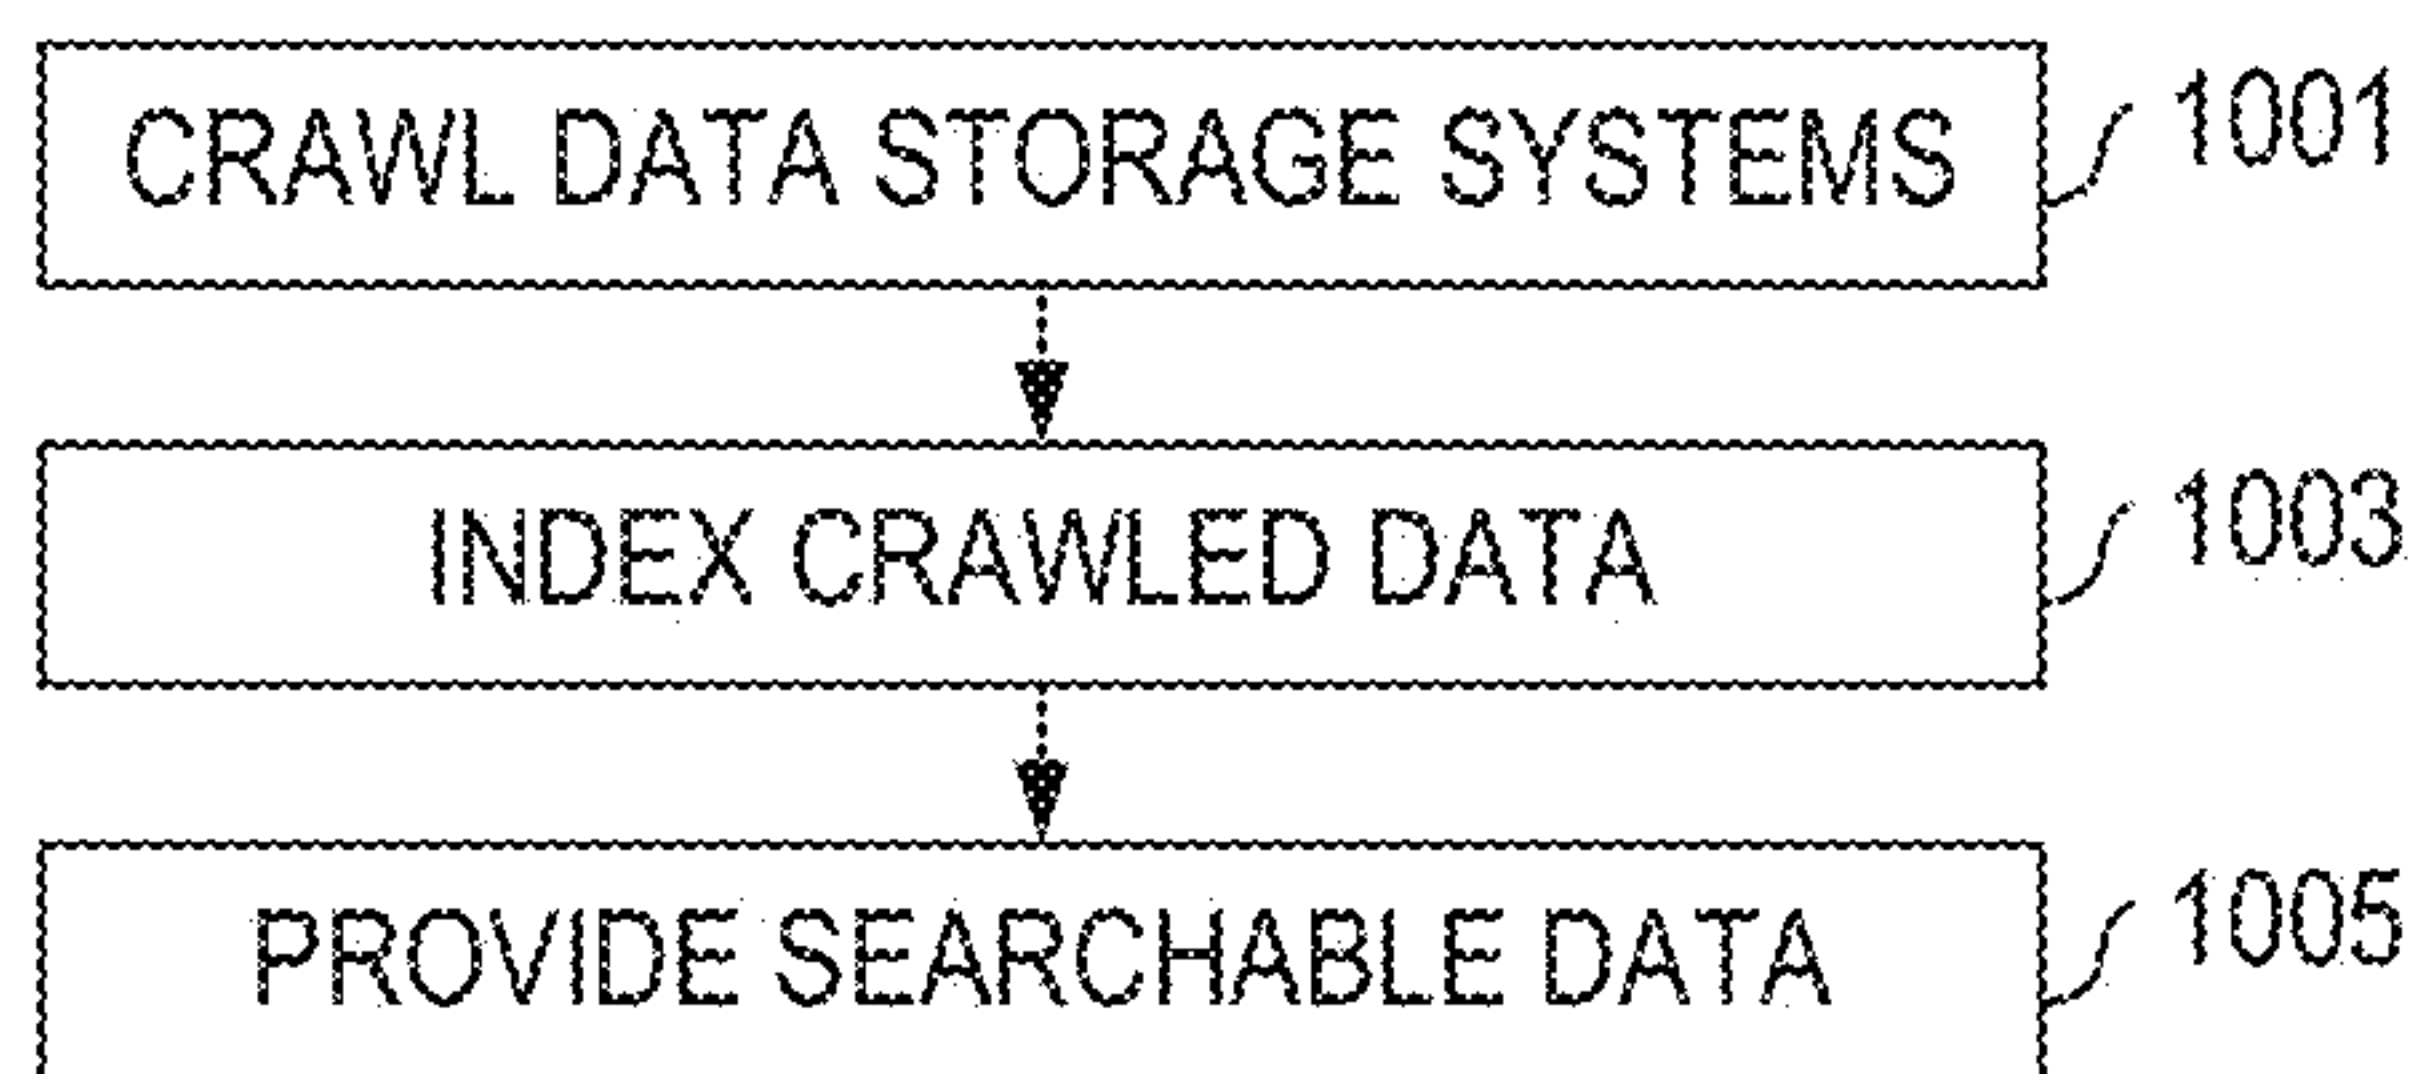 CRAWL DATA STORAGE SYSTEMS
1001
INDEX CRAWLED DATA
1003
PROVIDE SEARCHABLE DATA
1005